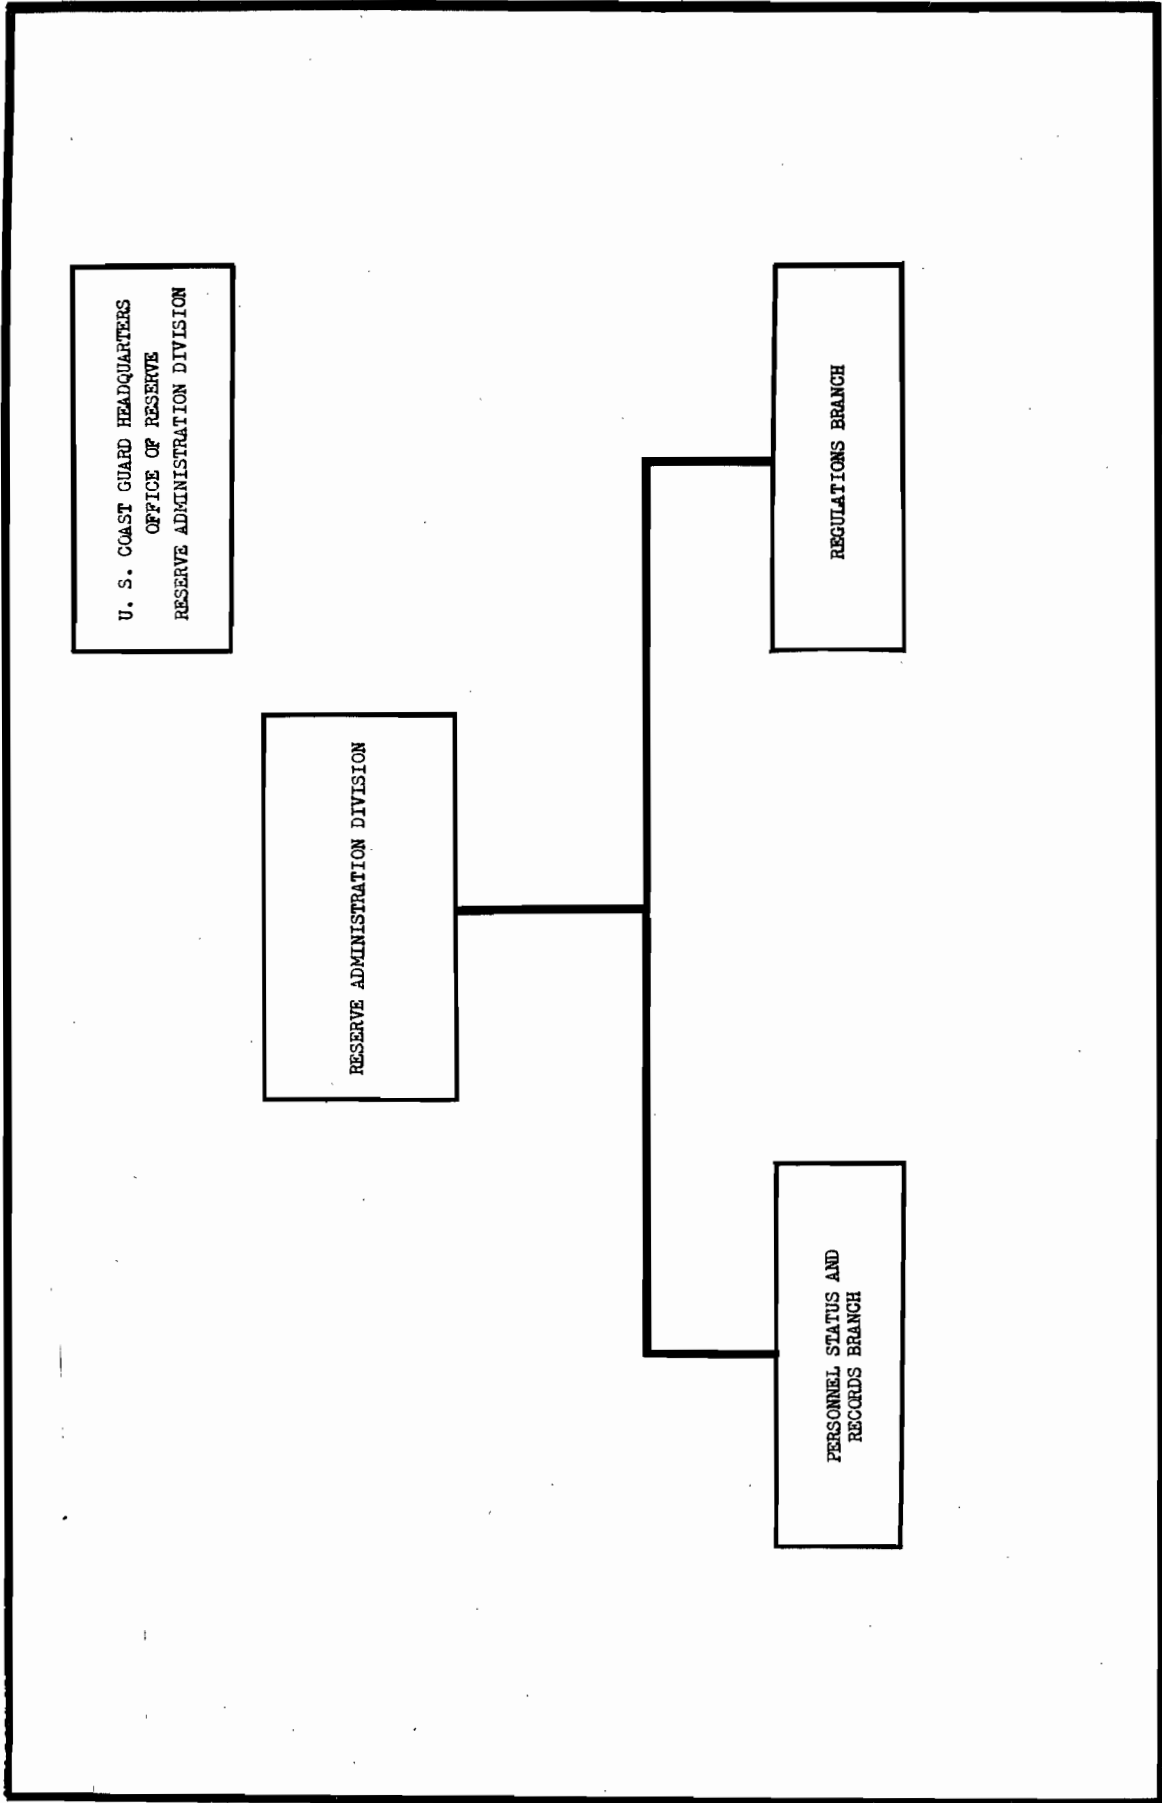 U. S. COAST GUARD HEADQUARTERS
OFFICE OF RESERVE
RESERVE ADMINISTRATION DIVISION
RESERVE ADMINISTRATION DIVISION
PERSONNEL STATUS AND
RECORDS BRANCH
REGULATIONS BRANCH